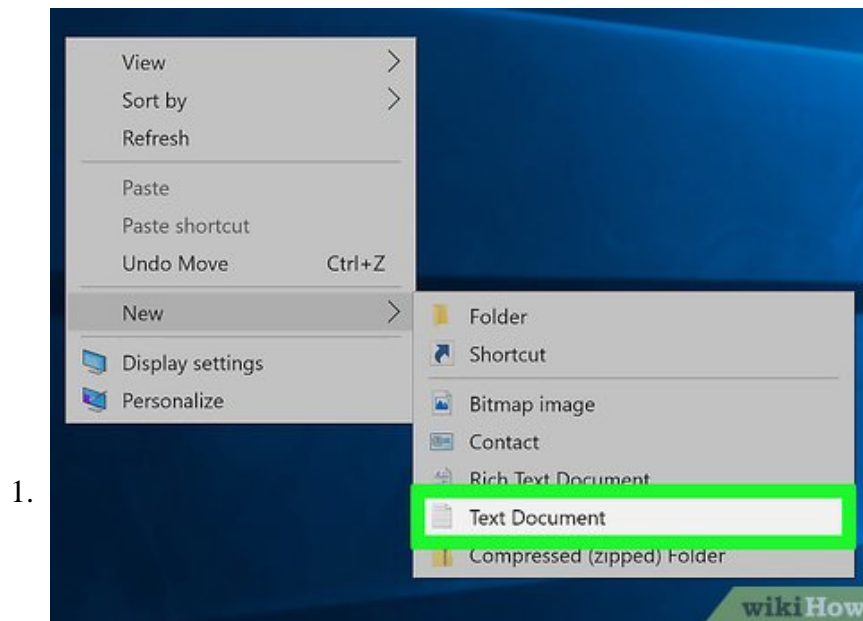 View
Sort by
Refresh
Paste
Paste shortcut
Undo Move Ctrl+Z
New
Display settings
Personalize
Folder
Shortcut
Bitmap image
Contact
Rich Text Document
Text Document
Compressed (zipped) Folder
1.
wikiHow